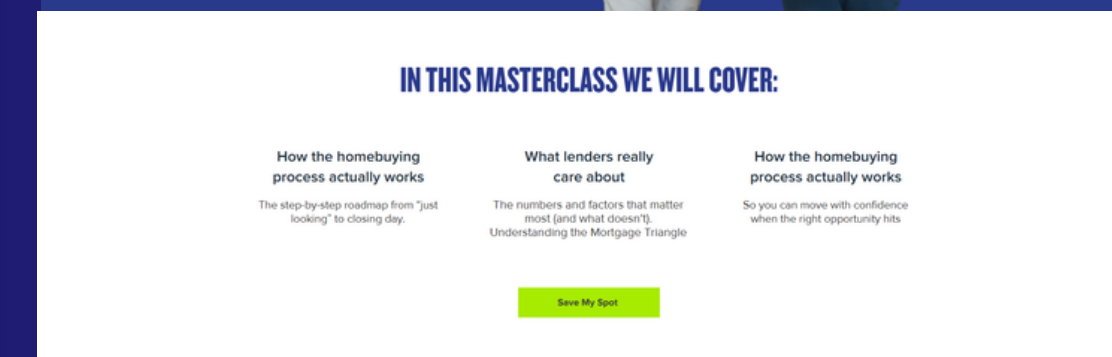 IN THIS MASTERCLASS WE WILL COVER:
How the homebuying
process actually works
The step-by-step roadmap from "just
looking" to closing day.
What lenders really
care about
The numbers and factors that matter
most (and what doesn't).
Understanding the Mortgage Triangle
How the homebuying
process actually works
So you can move with confidence
when the right opportunity hits
Save My Spot